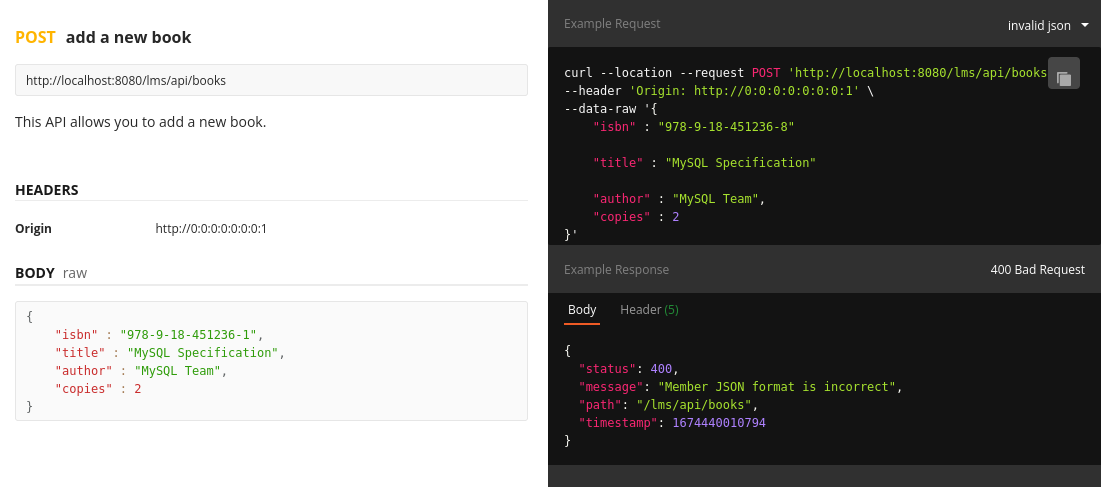 POST add a new book
http://localhost:8080/lms/api/books
This API allows you to add a new book.
HEADERS
Origin http://0:0:0:0:0:0:0:1
BODY raw
{
"isbn" : "978-9-18-451236-1",
"title" : "MySQL Specification",
"author" : "MySQL Team",
"copies" : 2
}
Example Request
invalid json
curl --location --request POST 'http://localhost:8080/lms/api/books
--header 'Origin: http://0:0:0:0:0:0:0:1' \
--data-raw '{
"isbn" : "978-9-18-451236-8"
"title" : "MySQL Specification"
"author" : "MySQL Team",
"copies" : 2
}'
Example Response
400 Bad Request
Body Header (5)
{
"status": 400,
"message": "Member JSON format is incorrect",
"path": "/lms/api/books",
"timestamp": 1674440010794
}